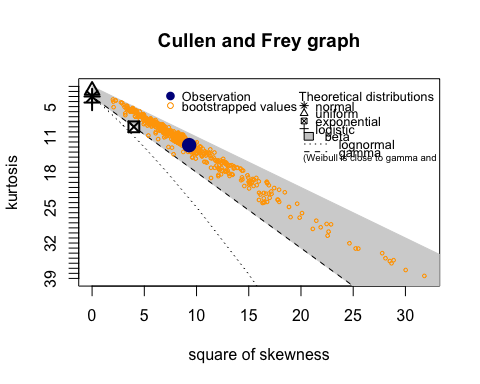 Cullen and Frey graph
Observation
bootstrapped values
Theoretical distributions
normal
uniform
exponential
logistic
beta
lognormal
gamma
(Weibull is close to gamma and
kurtosis
5
11
18
25
32
39
0 5 10 15 20 25 30
square of skewness